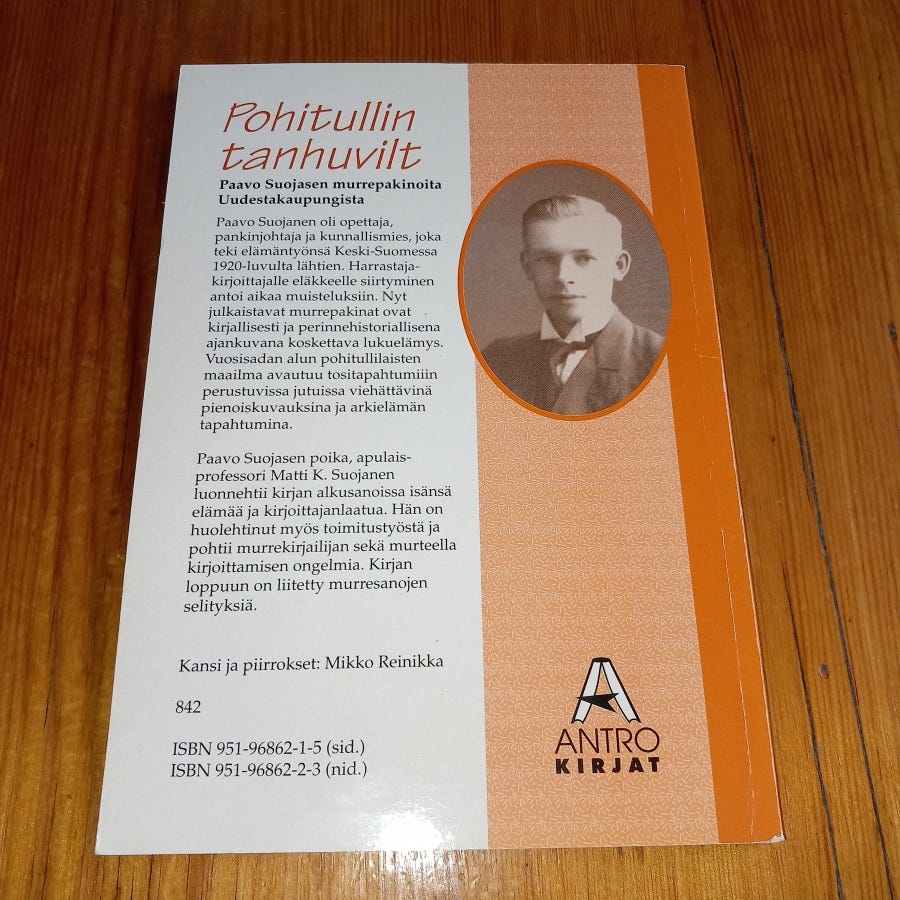 Pohitullin
tanhuvilt
Paavo Suojasen murrepakinoita
Uudestakaupungista
Paavo Suojanen oli opettaja,
pankinjohtaja ja kunnallismies, joka
teki elämäntyönsä Keski-Suomessa
1920-luvulta lähtien. Harrastaja-
kirjoittajalle eläkkeelle siirtyminen
antoi aikaa muisteluksiin. Nyt
julkaistavat murrepakinat ovat
kirjallisesti ja perinnehistoriallisena
ajankuvana koskettava lukuelämys.
Vuosisadan alun pohitullilaisten
maailma avautuu tositapahtumiiin
perustuvissa jutuissa viehättävinä
pienoiskuvauksina ja arkielämän
tapahtumina.
Paavo Suojasen poika, apulais-
professori Matti K. Suojanen
luonnehtii kirjan alkusanoissa isänsä
elämää ja kirjoittajanlaatua. Hän on
huolehtinut myös toimitustyöstä ja
pohtii murrekirjailijan sekä murteella
kirjoittamisen ongelmia. Kirjan
loppuun on liitetty murresanojen
selityksiä.
Kansi ja piirrokset: Mikko Reinikka
842
ISBN 951-96862-1-5 (sid.)
ISBN 951-96862-2-3 (nid.)
ANTRO
KIRJAT